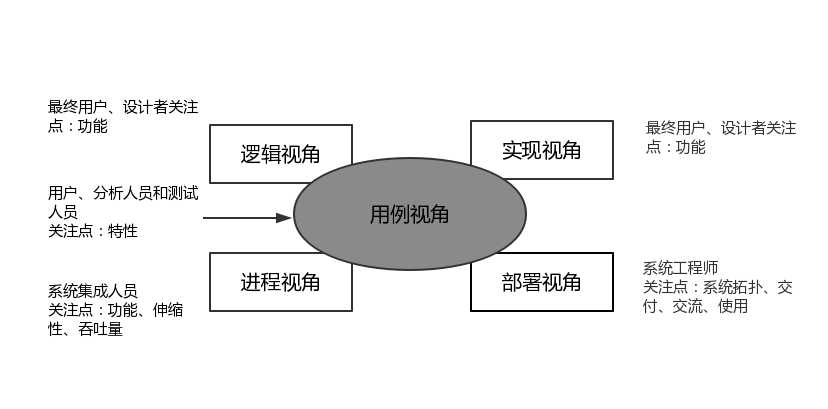 最终用户、设计者关注
点：功能
逻辑视角
实现视角
最终用户、设计者关注
点：功能
用户、分析人员和测试
人员
关注点：特性
用例视角
系统集成人员
关注点：功能、伸缩
性、吞吐量
进程视角
部署视角
系统工程师
关注点：系统拓扑、交
付、交流、使用